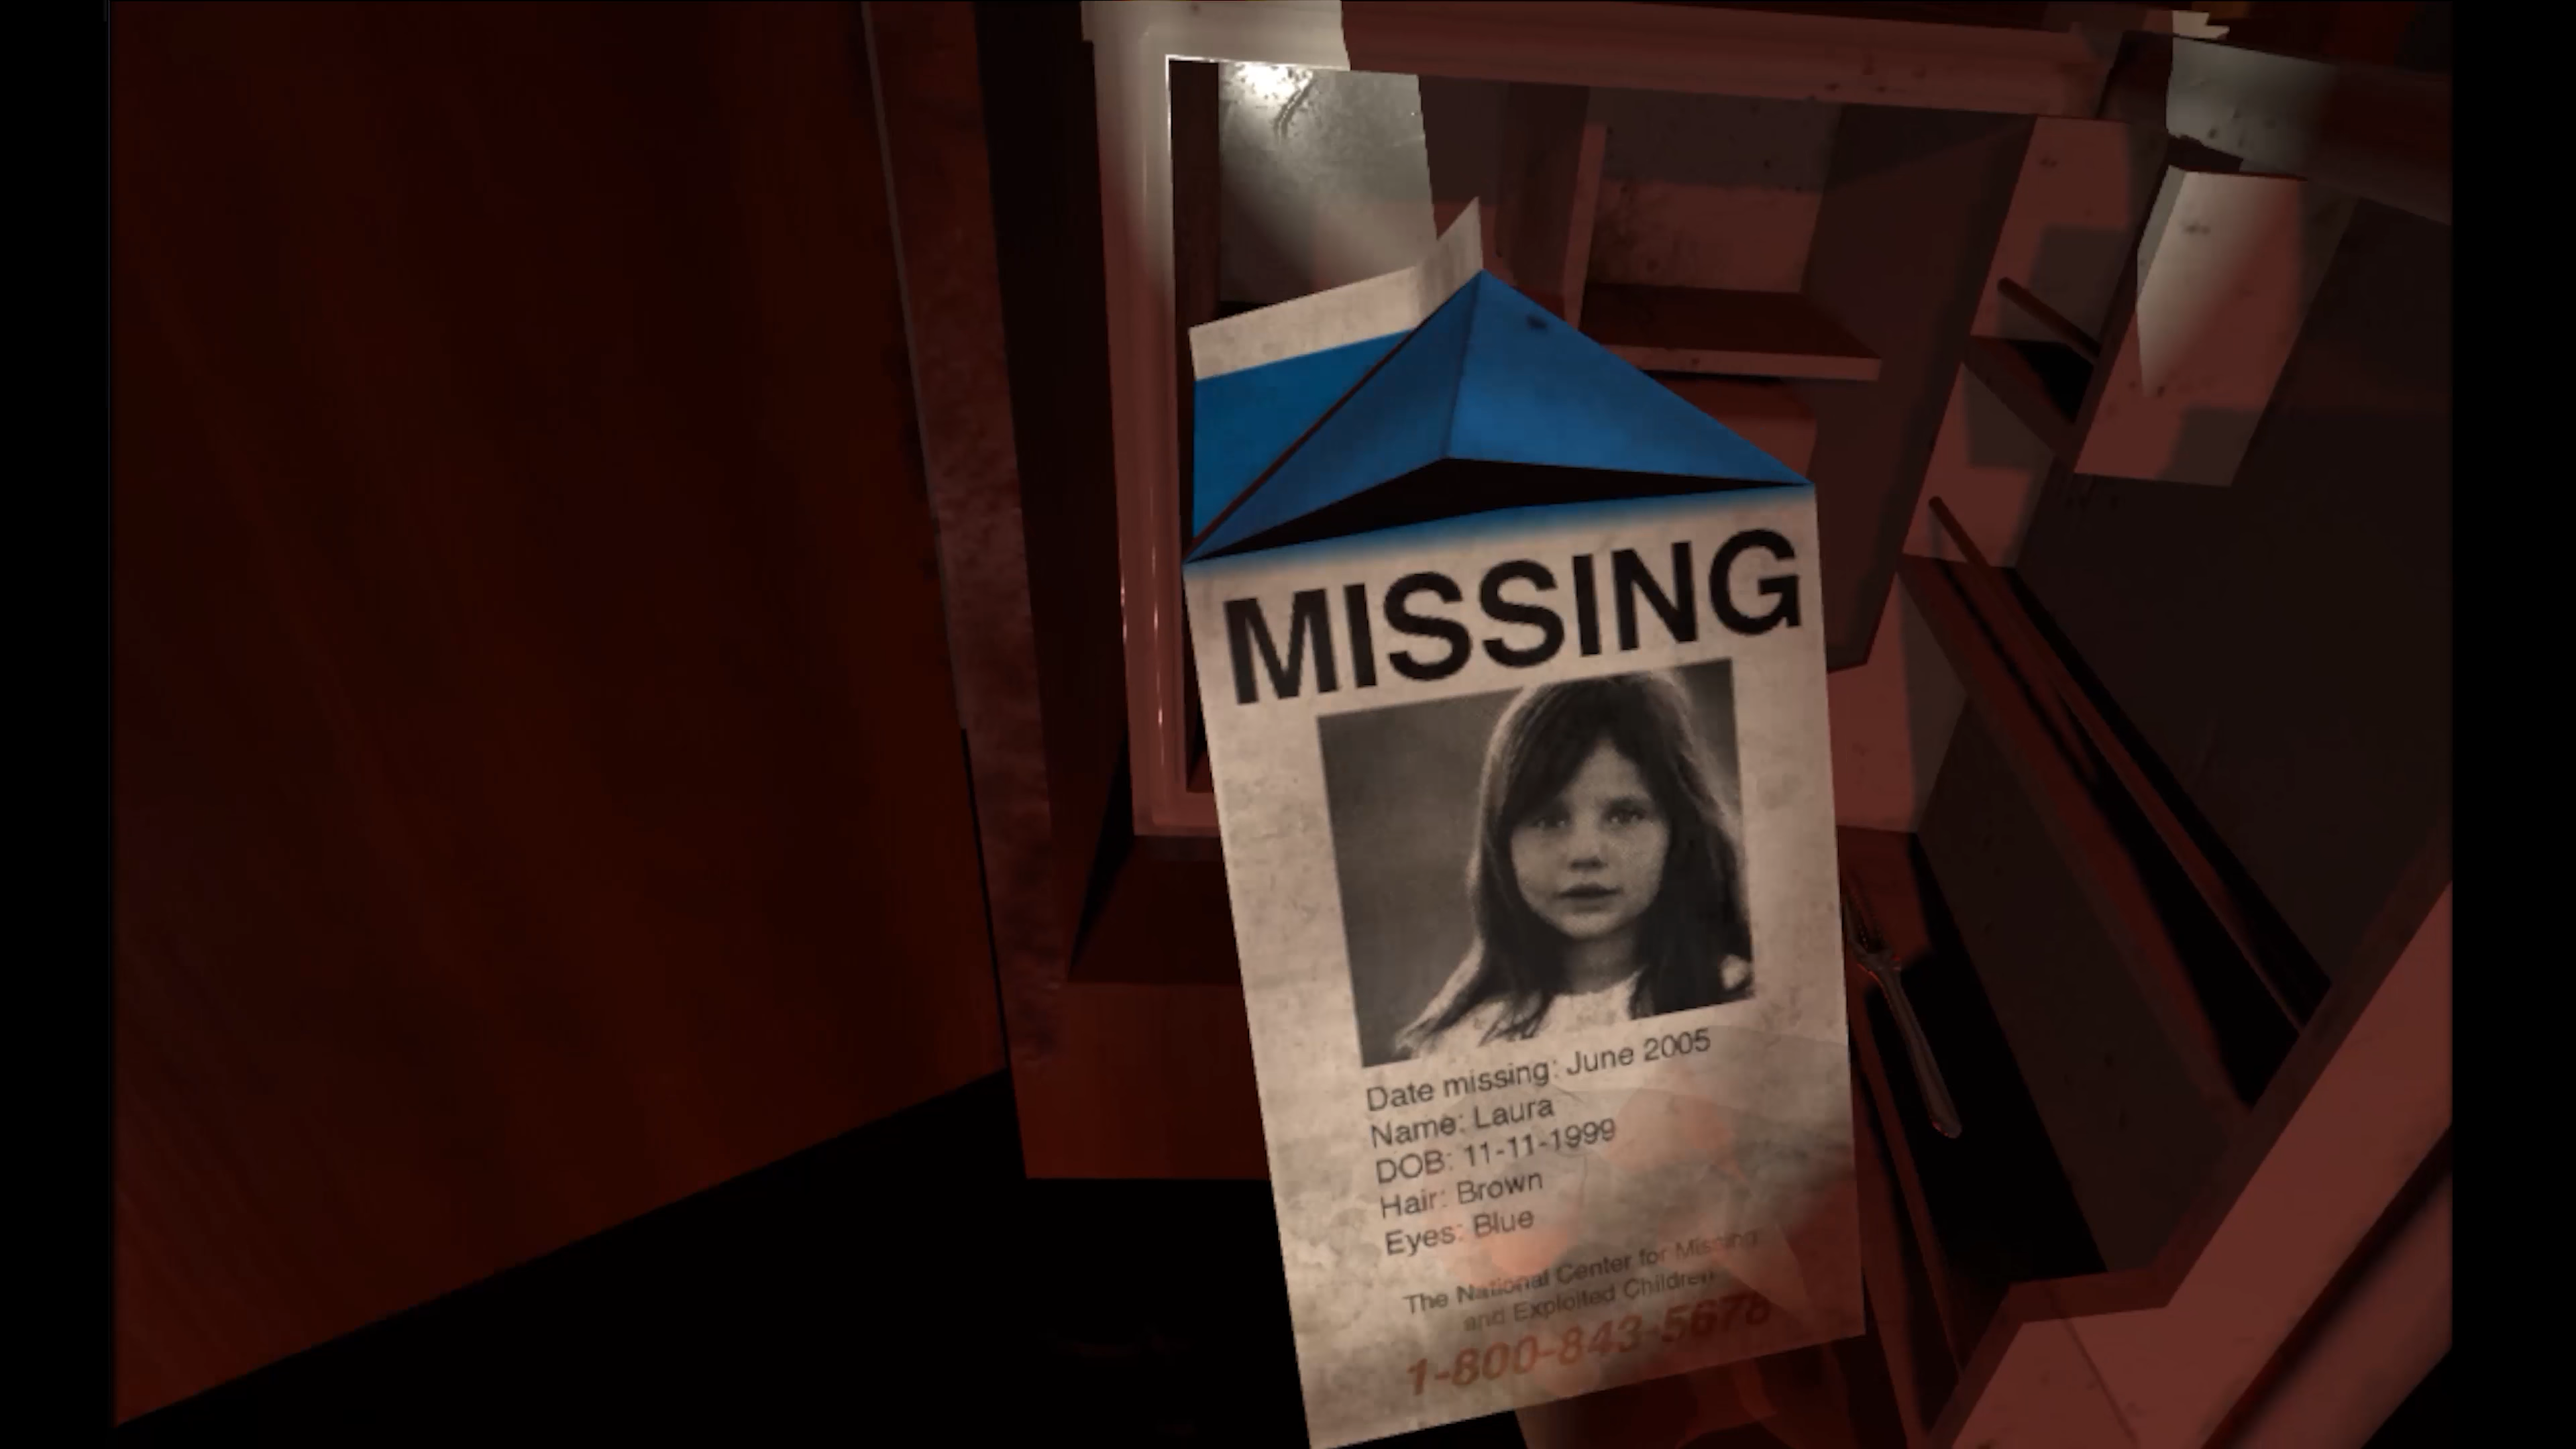 MISSING
Date missing: June 2005
Name: Laura
DOB: 11-11-1999
Hair: Brown
Eyes: Blue
The National Center for Missing
and Exploited Children
1-800-843-5678